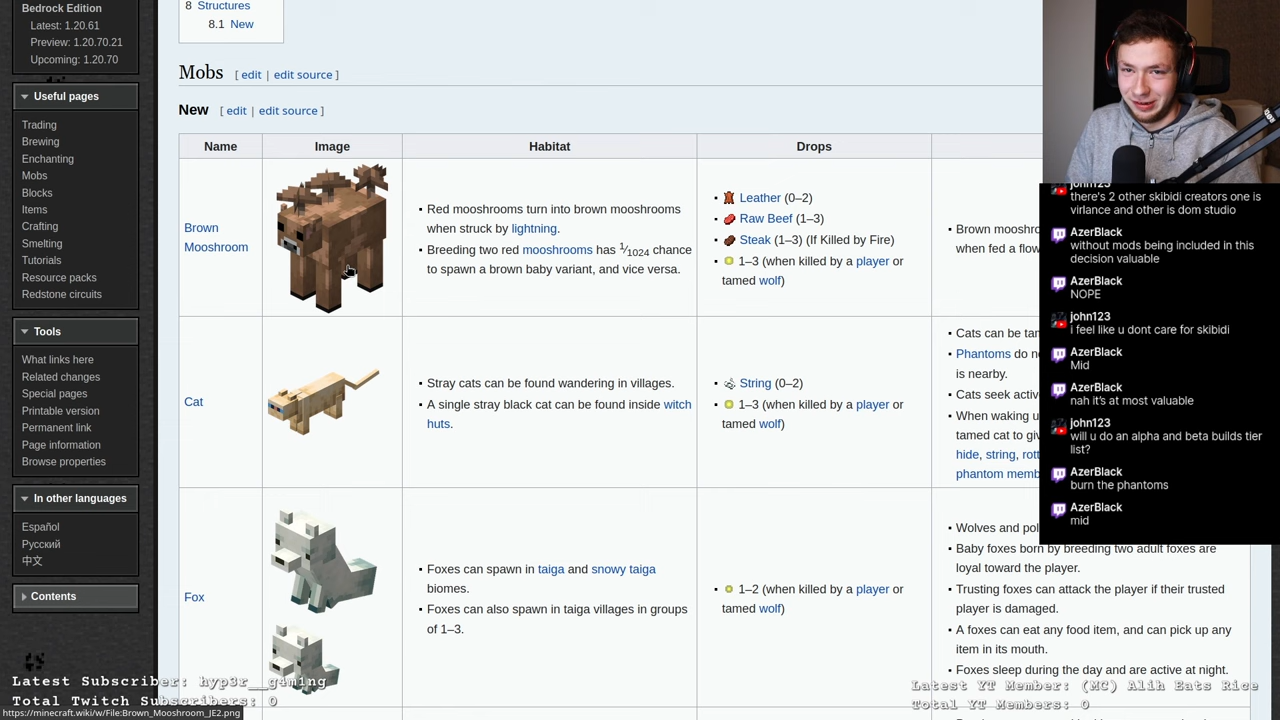 Bedrock Edition
Latest: 1.20.61
Preview: 1.20.70.21
Upcoming: 1.20.70
Useful pages
Trading
Brewing
Enchanting
Mobs
Blocks
Items
Crafting
Smelting
Tutorials
Resource packs
Redstone circuits
Tools
What links here
Related changes
Special pages
Printable version
Permanent link
Page information
Browse properties
In other languages
Español
Русский
中文
Contents
8 Structures
8.1 New
Mobs [ edit | edit source ]
New [ edit | edit source ]
Name Image Habitat Drops
Brown
Mooshroom
Red mooshrooms turn into brown mooshrooms
when struck by lightning.
Breeding two red mooshrooms has 1/1024 chance
to spawn a brown baby variant, and vice versa.
Leather (0–2)
Raw Beef (1–3)
Steak (1–3) (If Killed by Fire)
1–3 (when killed by a player or
tamed wolf)
Brown mooshro
when fed a flow
Cat
Stray cats can be found wandering in villages.
A single stray black cat can be found inside witch
huts.
String (0–2)
1–3 (when killed by a player or
tamed wolf)
Cats can be tan
Phantoms do n
is nearby.
Cats seek activ
When waking u
tamed cat to giv
hide, string, rott
phantom memb
Fox
Foxes can spawn in taiga and snowy taiga
biomes.
Foxes can also spawn in taiga villages in groups
of 1–3.
1–2 (when killed by a player or
tamed wolf)
Wolves and pol
Baby foxes born by breeding two adult foxes are
loyal toward the player.
Trusting foxes can attack the player if their trusted
player is damaged.
A foxes can eat any food item, and can pick up any
item in its mouth.
Foxes sleep during the day and are active at night.
john123
there's 2 other skibidi creators one is
virlance and other is dom studio
AzerBlack
without mods being included in this
decision valuable
AzerBlack
NOPE
john123
i feel like u dont care for skibidi
AzerBlack
Mid
AzerBlack
nah it's at most valuable
john123
will u do an alpha and beta builds tier
list?
AzerBlack
burn the phantoms
AzerBlack
mid
Latest Subscriber: hyp3r__g4ming
Total Twitch Subscribers: 0
Latest YT Member: (MC) Alih Eats Rice
Total YT Members: 0
https://minecraft.wiki/w/File:Brown_Mooshroom_JE2.png